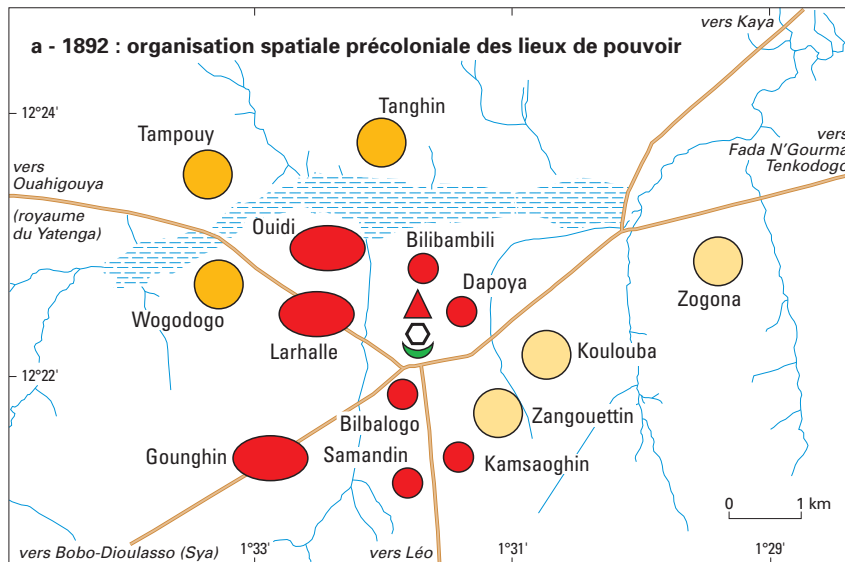 vers
Kaya
a - 1892 : organisation spatiale précoloniale des lieux de pouvoir
12°24'
Tanghin
Tampouy
vers
Fada N'Gourma
Tenkodogo
vers
Ouahigouya
(royaume
du Yatenga)
Ouidi
Bilibambili
Dapoya
Zogona
Wogodogo
Larhalle
Koulouba
12°22'
Bilbalogo
Zangouettin
Gounghin
Samandin
Kamsaoghin
0 1 km
vers Bobo-Dioulasso (Sya)
1°33'
vers Léo
1°31'
1°29'